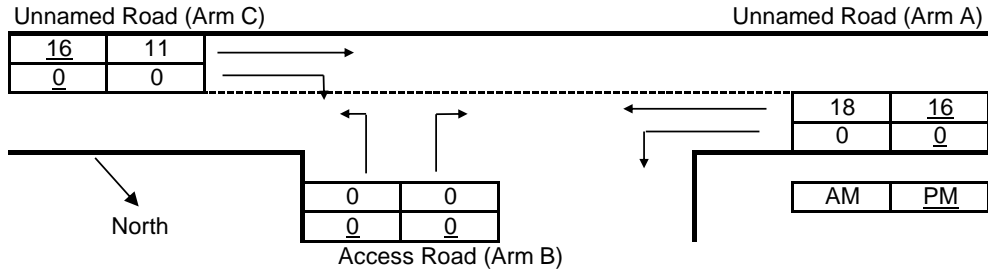 Unnamed Road (Arm C) Unnamed Road (Arm A)
16 11
0 0
18 16
0 0
AM PM
North
0 0
0 0
Access Road (Arm B)